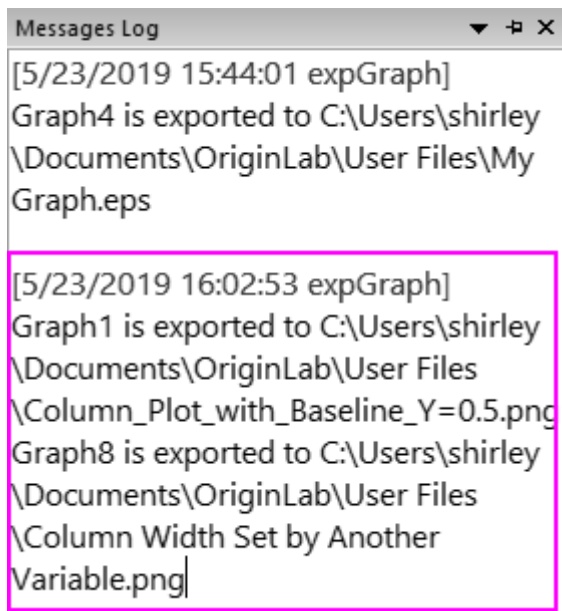 Messages Log
[5/23/2019 15:44:01 expGraph]
Graph4 is exported to C:\Users\shirley
\Documents\OriginLab\User Files\My
Graph.eps
[5/23/2019 16:02:53 expGraph]
Graph1 is exported to C:\Users\shirley
\Documents\OriginLab\User Files
\Column_Plot_with_Baseline_Y=0.5.png
Graph8 is exported to C:\Users\shirley
\Documents\OriginLab\User Files
\Column Width Set by Another
Variable.png